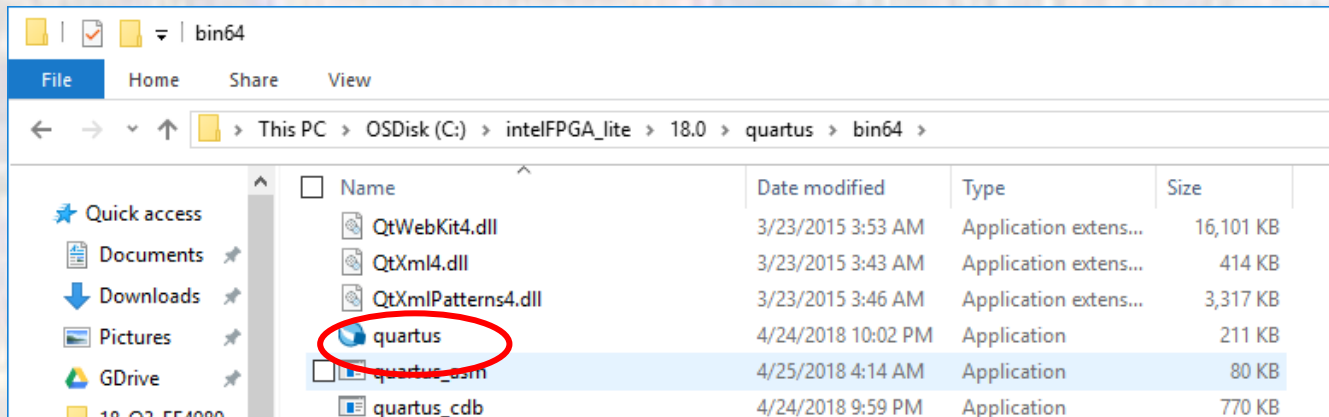 bin64
File Home Share View
This PC > OSDisk (C:) > intelFPGA_lite > 18.0 > quartus > bin64 >
Name Date modified Type Size
Quick access
QtWebKit4.dll 3/23/2015 3:53 AM Application extens... 16,101 KB
Documents
QtXml4.dll 3/23/2015 3:43 AM Application extens... 414 KB
Downloads
QtXmlPatterns4.dll 3/23/2015 3:46 AM Application extens... 3,317 KB
Pictures
quartus 4/24/2018 10:02 PM Application 211 KB
GDrive
quartus_asm 4/25/2018 4:14 AM Application 80 KB
quartus_cdb 4/24/2018 9:59 PM Application 770 KB